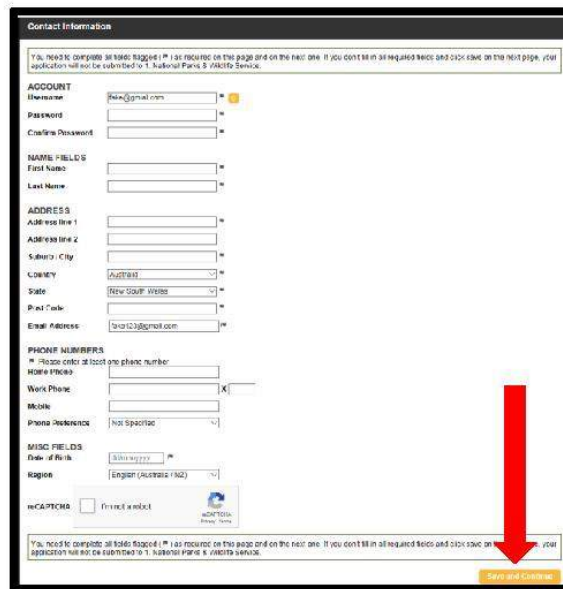 Contact Information
You need to complete all fields flagged ( ) as required on this page and on the next one. If you don't fill in all required fields and click save on the next page, your
application will not be submitted to 1. National Parks & Wildlife Service.
ACCOUNT
Username
Password
Confirm Password
NAME FIELDS
First Name
Last Name
ADDRESS
Address line 1
Address line 2
Suburb / City
Country Australia
State New South Wales
Post Code
Email Address
PHONE NUMBERS
Please enter at least one phone number
Home Phone
Work Phone X
Mobile
Phone Preference Not Specified
MISC FIELDS
Date of Birth
Region English (Australia / NZ)
reCAPTCHA I'm not a robot
reCAPTCHA
Privacy - Terms
You need to complete all fields flagged ( ) as required on this page and on the next one. If you don't fill in all required fields and click save on page, your
application will not be submitted to 1. National Parks & Wildlife Service.
Save and Continue